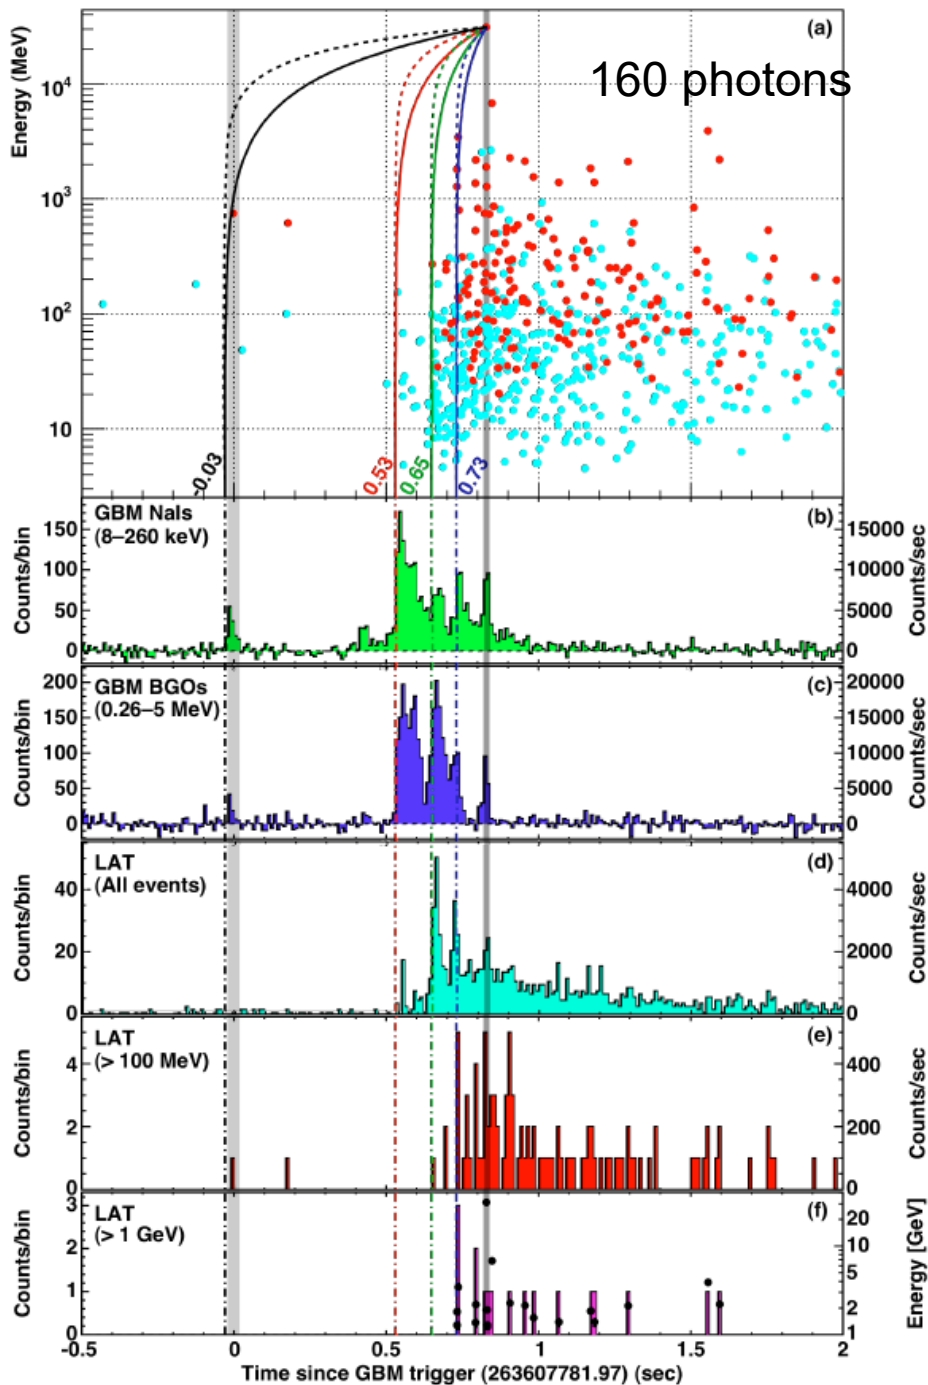 (a)
160 photons
Energy (MeV)
10⁴
10³
10²
10
-0.03
0.53
0.65
0.73
GBM NaIs
(8–260 keV)
(b)
Counts/bin
150
100
50
0
15000
10000
5000
0
Counts/sec
GBM BGOs
(0.26–5 MeV)
(c)
Counts/bin
200
150
100
50
0
20000
15000
10000
5000
0
Counts/sec
LAT
(All events)
(d)
Counts/bin
40
20
0
4000
2000
0
Counts/sec
LAT
(> 100 MeV)
(e)
Counts/bin
4
2
0
400
200
0
Counts/sec
LAT
(> 1 GeV)
(f)
Counts/bin
3
2
1
0
20
10
5
2
1
Energy [GeV]
-0.5 0 0.5 1 1.5 2
Time since GBM trigger (263607781.97) (sec)